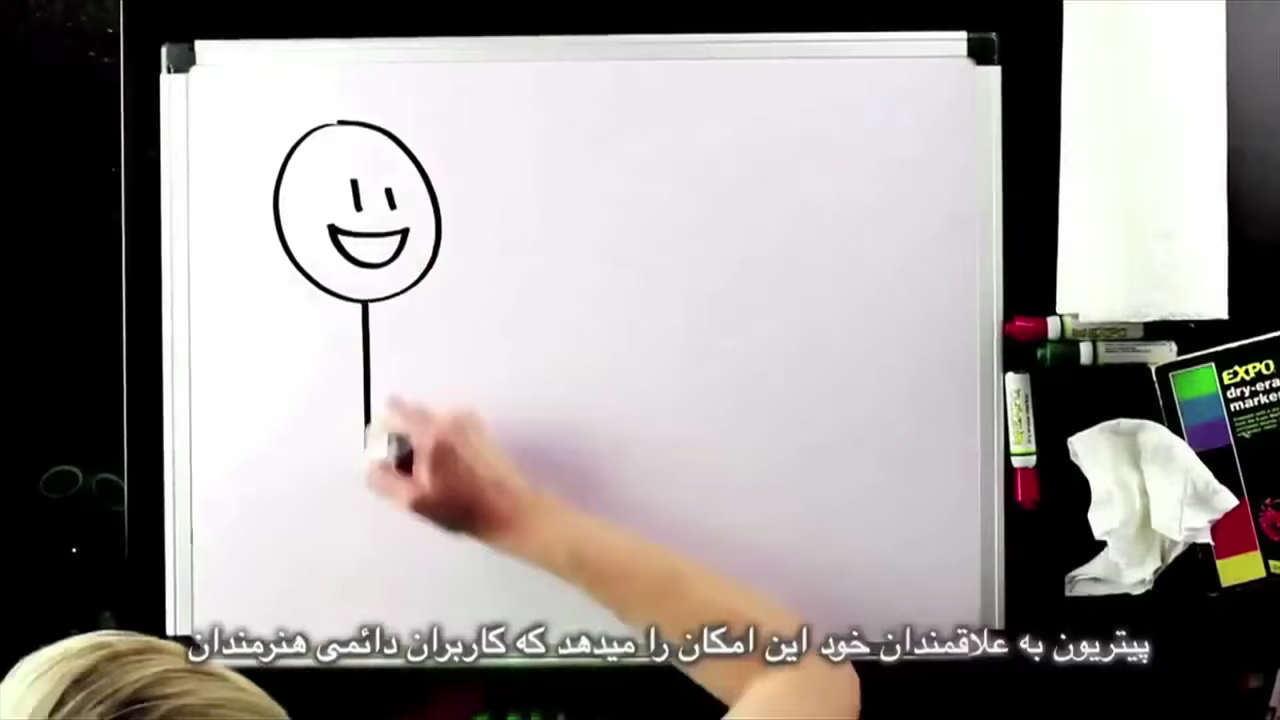 EXPO
dry-era
marke
پیتریون به علاقمندان خود این امکان را میدهد که کاربران دائمی هنرمندان